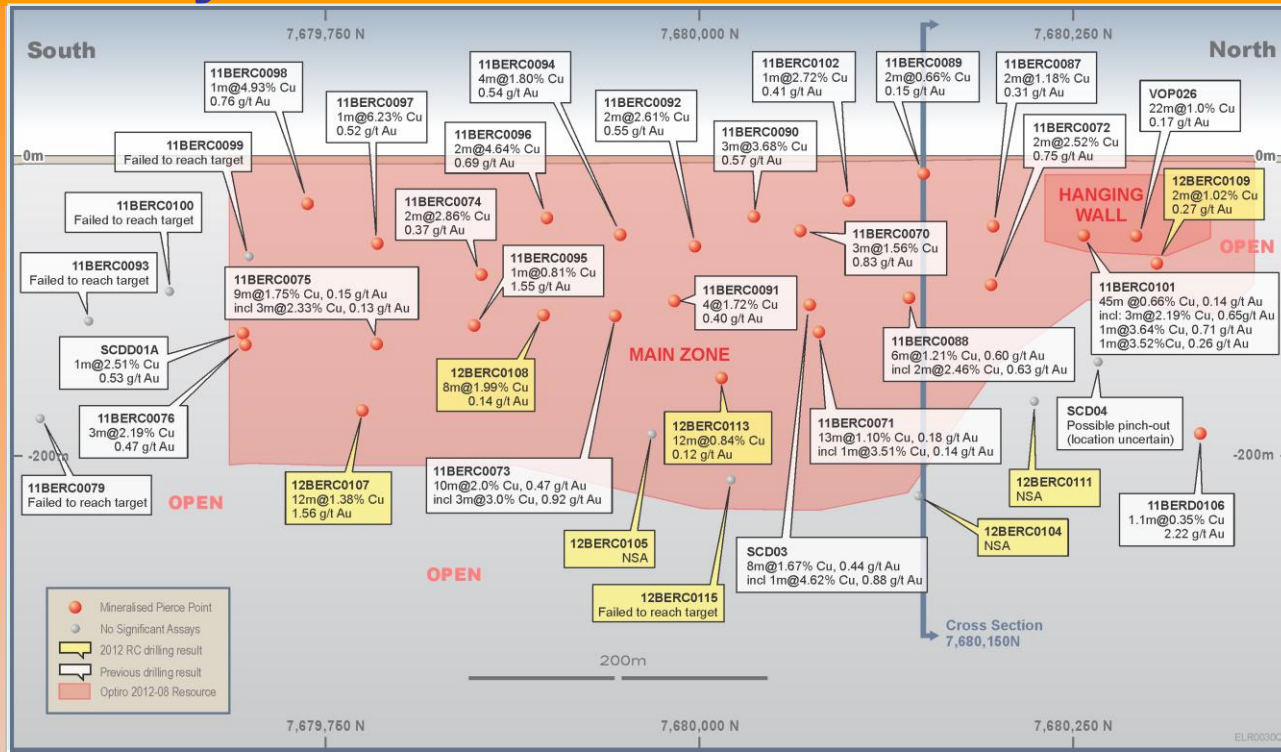 7,679,750 N
7,680,000 N
7,680,250 N
South
North
11BERC0098
1m@4.93% Cu
0.76 g/t Au
11BERC0097
1m@6.23% Cu
0.52 g/t Au
11BERC0094
4m@1.80% Cu
0.54 g/t Au
11BERC0096
2m@4.64% Cu
0.69 g/t Au
11BERC0092
2m@2.61% Cu
0.55 g/t Au
11BERC0090
3m@3.68% Cu
0.57 g/t Au
11BERC0102
1m@2.72% Cu
0.41 g/t Au
11BERC0089
2m@0.66% Cu
0.15 g/t Au
11BERC0087
2m@1.18% Cu
0.31 g/t Au
11BERC0072
2m@2.52% Cu
0.75 g/t Au
VOP026
22m@1.0% Cu
0.17 g/t Au
11BERC0099
Failed to reach target
0m
0m
12BERC0109
2m@1.02% Cu
0.27 g/t Au
HANGING
WALL
OPEN
11BERC0100
Failed to reach target
11BERC0074
2m@2.86% Cu
0.37 g/t Au
11BERC0070
3m@1.56% Cu
0.83 g/t Au
11BERC0093
Failed to reach target
11BERC0075
9m@1.75% Cu, 0.15 g/t Au
incl 3m@2.33% Cu, 0.13 g/t Au
11BERC0095
1m@0.81% Cu
1.55 g/t Au
11BERC0091
4@1.72% Cu
0.40 g/t Au
11BERC0101
45m @0.66% Cu, 0.14 g/t Au
incl: 3m@2.19% Cu, 0.65g/t Au
1m@3.64% Cu, 0.71 g/t Au
1m@3.52%Cu, 0.26 g/t Au
SCDD01A
1m@2.51% Cu
0.53 g/t Au
MAIN ZONE
11BERC0088
6m@1.21% Cu, 0.60 g/t Au
incl 2m@2.46% Cu, 0.63 g/t Au
12BERC0108
8m@1.99% Cu
0.14 g/t Au
11BERC0076
3m@2.19% Cu
0.47 g/t Au
12BERC0113
12m@0.84% Cu
0.12 g/t Au
11BERC0071
13m@1.10% Cu, 0.18 g/t Au
incl 1m@3.51% Cu, 0.14 g/t Au
SCD04
Possible pinch-out
(location uncertain)
-200m
-200m
11BERC0079
Failed to reach target
OPEN
12BERC0107
12m@1.38% Cu
1.56 g/t Au
11BERC0073
10m@2.0% Cu, 0.47 g/t Au
incl 3m@3.0% Cu, 0.92 g/t Au
12BERC0111
NSA
11BERD0106
1.1m@0.35% Cu
2.22 g/t Au
12BERC0105
NSA
12BERC0104
NSA
SCD03
8m@1.67% Cu, 0.44 g/t Au
incl 1m@4.62% Cu, 0.88 g/t Au
OPEN
12BERC0115
Failed to reach target
Mineralised Pierce Point
No Significant Assays
2012 RC drilling result
Previous drilling result
Optiro 2012-08 Resource
Cross Section
7,680,150N
200m
7,679,750 N
7,680,000 N
7,680,250 N